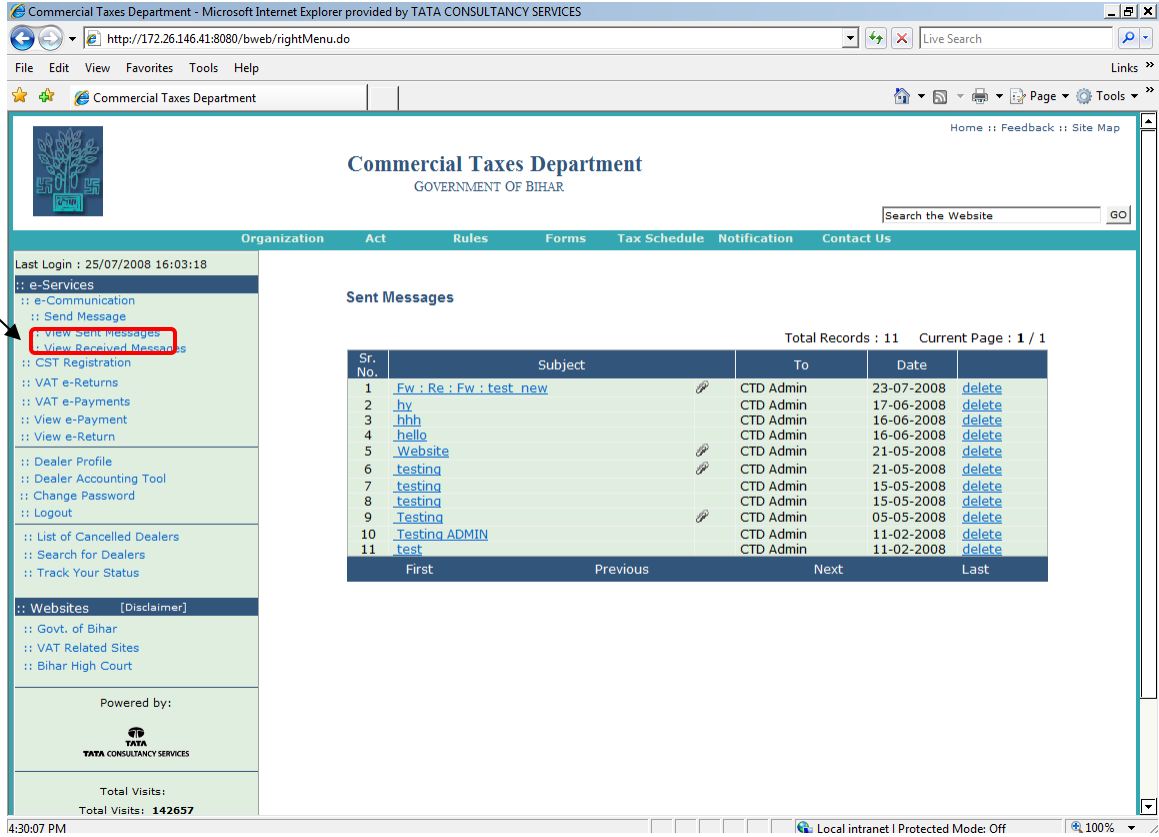 Commercial Taxes Department - Microsoft Internet Explorer provided by TATA CONSULTANCY SERVICES
http://172.26.146.41:8080/bweb/rightMenu.do
Live Search
File Edit View Favorites Tools Help
Links »
Commercial Taxes Department
Page Tools »
Home :: Feedback :: Site Map
Commercial Taxes Department
GOVERNMENT OF BIHAR
Search the Website GO
Organization Act Rules Forms Tax Schedule Notification Contact Us
Last Login : 25/07/2008 16:03:18
:: e-Services
:: e-Communication
:: Send Message
:: View Sent Messages
:: View Received Messages
:: CST Registration
:: VAT e-Returns
:: VAT e-Payments
:: View e-Payment
:: View e-Return
:: Dealer Profile
:: Dealer Accounting Tool
:: Change Password
:: Logout
:: List of Cancelled Dealers
:: Search for Dealers
:: Track Your Status
:: Websites [Disclaimer]
:: Govt. of Bihar
:: VAT Related Sites
:: Bihar High Court
Powered by:
TATA
TATA CONSULTANCY SERVICES
Total Visits:
Total Visits: 142657
Sent Messages
Total Records : 11 Current Page : 1 / 1
Sr. No. Subject To Date
1 Fw : Re : Fw : test new CTD Admin 23-07-2008 delete
2 hy CTD Admin 17-06-2008 delete
3 hhh CTD Admin 16-06-2008 delete
4 hello CTD Admin 16-06-2008 delete
5 Website CTD Admin 21-05-2008 delete
6 testing CTD Admin 21-05-2008 delete
7 testing CTD Admin 15-05-2008 delete
8 testing CTD Admin 15-05-2008 delete
9 Testing CTD Admin 05-05-2008 delete
10 Testing ADMIN CTD Admin 11-02-2008 delete
11 test CTD Admin 11-02-2008 delete
First Previous Next Last
4:30:07 PM
Local intranet | Protected Mode: Off
100%